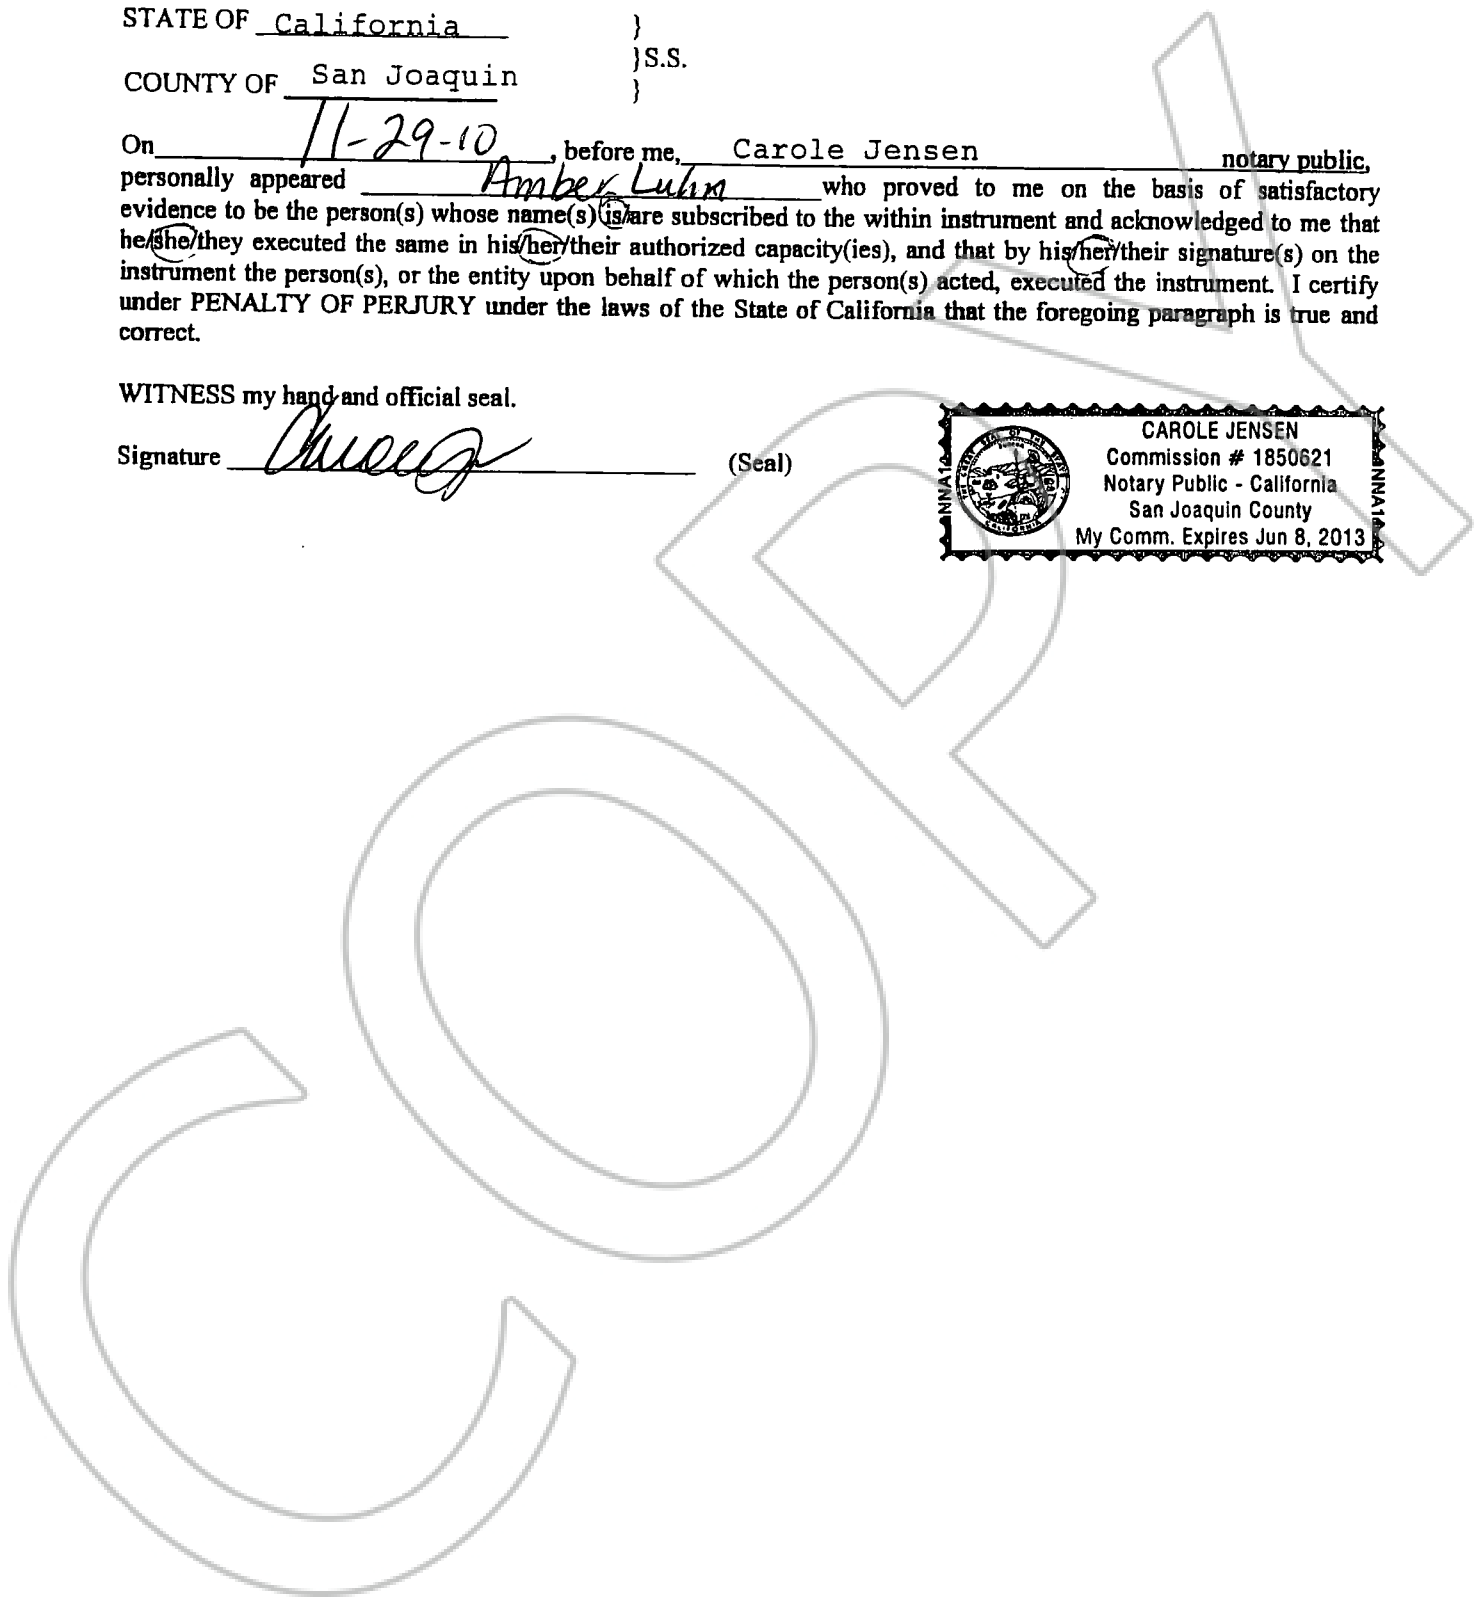 STATE OF California }
}S.S.
COUNTY OF San Joaquin }
On 11-29-10, before me, Carole Jensen notary public,
personally appeared Amber Luhm who proved to me on the basis of satisfactory
evidence to be the person(s) whose name(s) is/are subscribed to the within instrument and acknowledged to me that
he/she/they executed the same in his/her/their authorized capacity(ies), and that by his/her/their signature(s) on the
instrument the person(s), or the entity upon behalf of which the person(s) acted, executed the instrument. I certify
under PENALTY OF PERJURY under the laws of the State of California that the foregoing paragraph is true and
correct.
WITNESS my hand and official seal.
Signature (Seal)
CAROLE JENSEN
Commission # 1850621
Notary Public - California
San Joaquin County
My Comm. Expires Jun 8, 2013
COPY